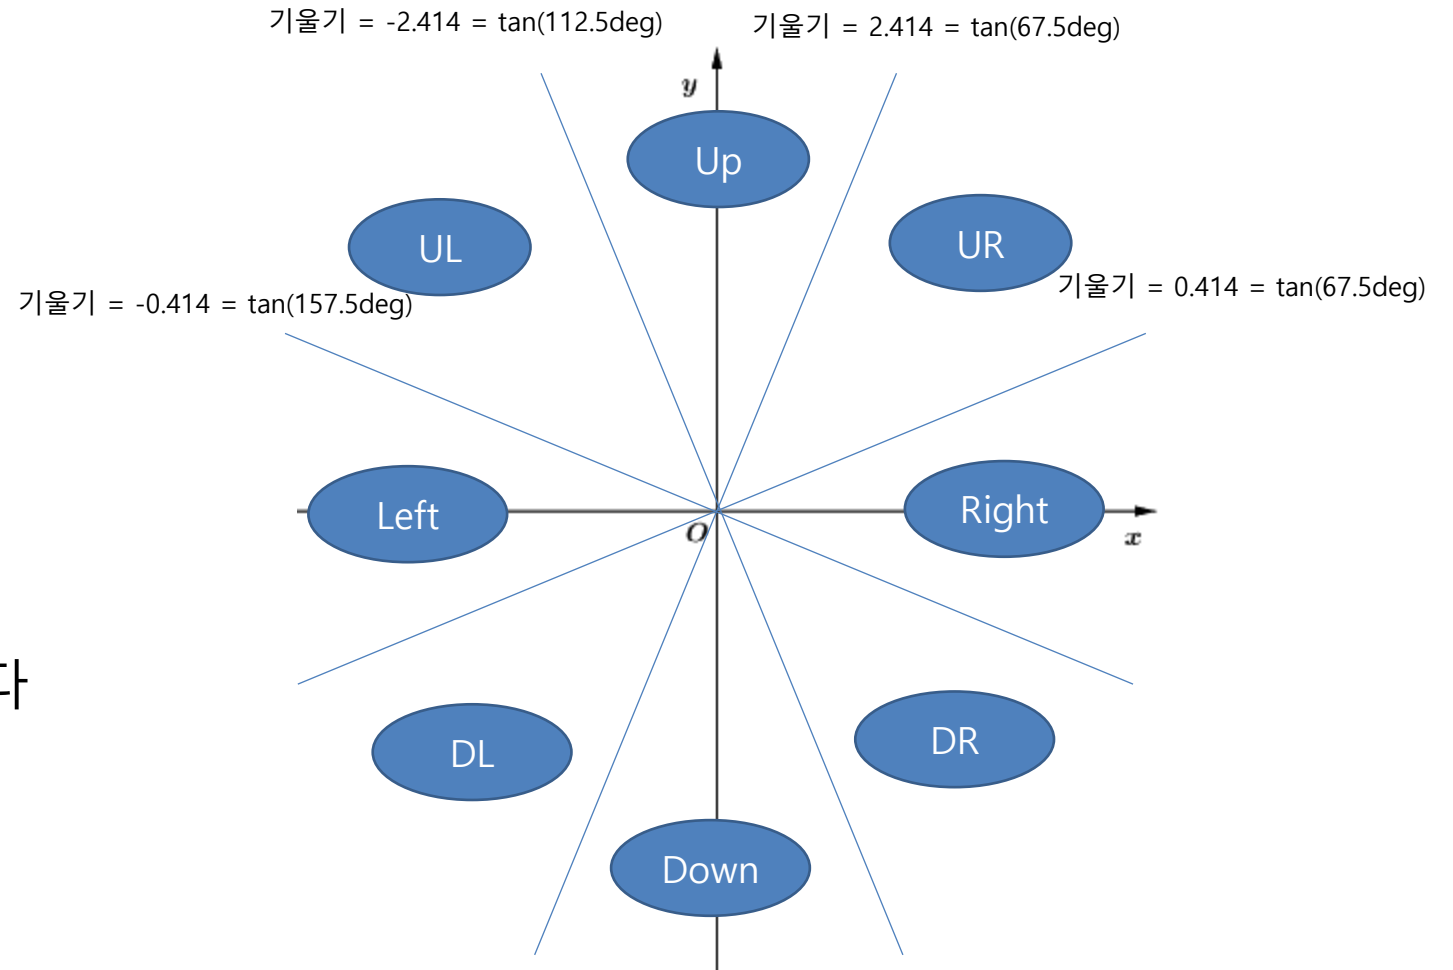 기울기 = -2.414 = tan(112.5deg)
기울기 = 2.414 = tan(67.5deg)
y
Up
UL
UR
기울기 = -0.414 = tan(157.5deg)
기울기 = 0.414 = tan(67.5deg)
Left
Right
O
x
다
DL
DR
Down